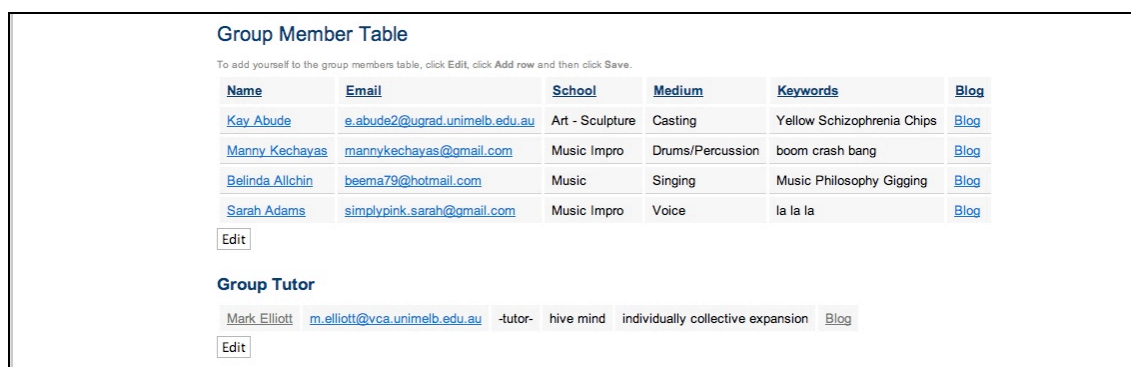 Group Member Table
To add yourself to the group members table, click Edit, click Add row and then click Save.
Name Email School Medium Keywords Blog
Kay Abude e.abude2@ugrad.unimelb.edu.au Art - Sculpture Casting Yellow Schizophrenia Chips Blog
Manny Kechayas mannykechayas@gmail.com Music Impro Drums/Percussion boom crash bang Blog
Belinda Allchin beema79@hotmail.com Music Singing Music Philosophy Gigging Blog
Sarah Adams simplypink.sarah@gmail.com Music Impro Voice la la la Blog
Edit
Group Tutor
Mark Elliott m.elliott@vca.unimelb.edu.au -tutor- hive mind individually collective expansion Blog
Edit